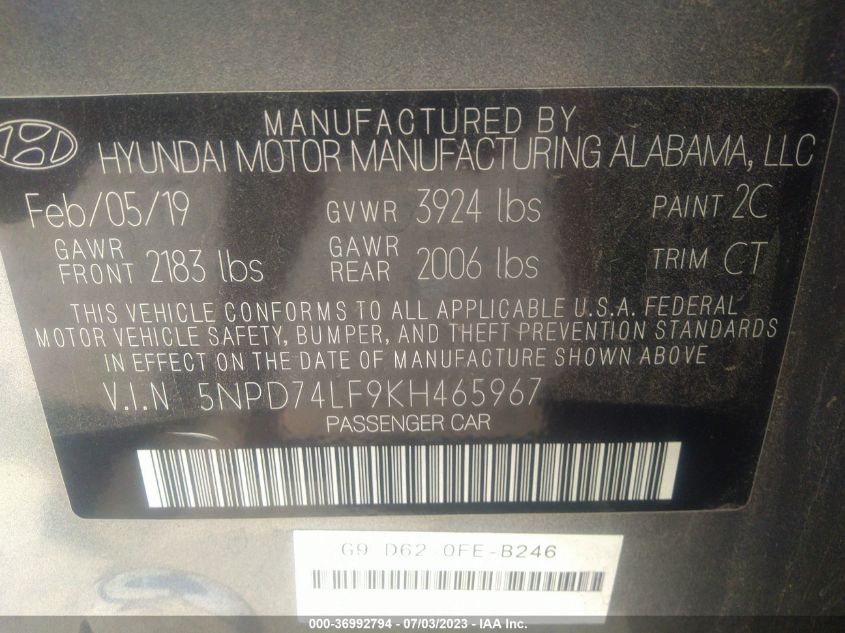 MANUFACTURED BY
HYUNDAI MOTOR MANUFACTURING ALABAMA, LLC
Feb/05/19 GVWR 3924 lbs PAINT 2C
GAWR FRONT 2183 lbs GAWR REAR 2006 lbs TRIM CT
THIS VEHICLE CONFORMS TO ALL APPLICABLE U.S.A. FEDERAL
MOTOR VEHICLE SAFETY, BUMPER, AND THEFT PREVENTION STANDARDS
IN EFFECT ON THE DATE OF MANUFACTURE SHOWN ABOVE.
V.I.N 5NPD74LF9KH465967
PASSENGER CAR
G9 D62 0FE-B246
000-36992794 / 07/03/2023 - IAA Inc.